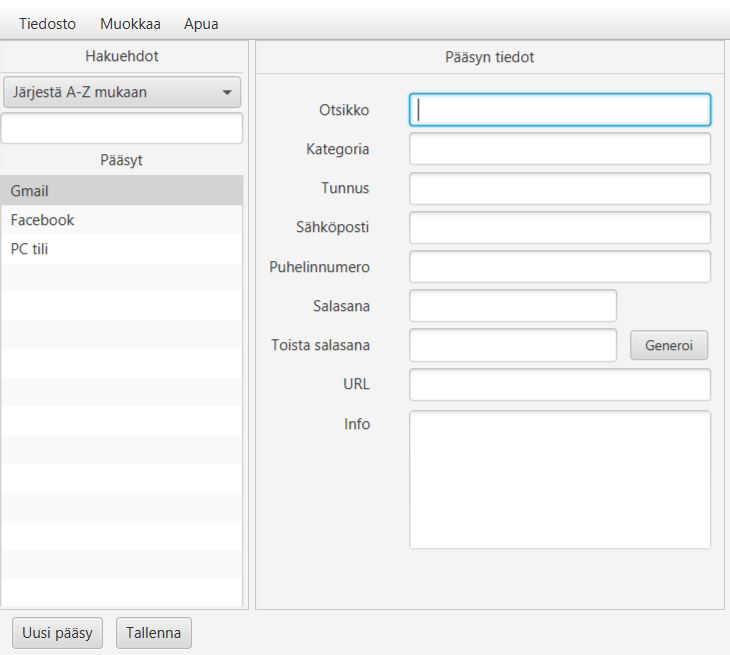 Tiedosto Muokkaa Apua
Hakuehdot
Järjestä A-Z mukaan
Pääsyt
Gmail
Facebook
PC tili
Pääsyn tiedot
Otsikko
Kategoria
Tunnus
Sähköposti
Puhelinnumero
Salasana
Toista salasana Generoi
URL
Info
Uusi pääsy Tallenna